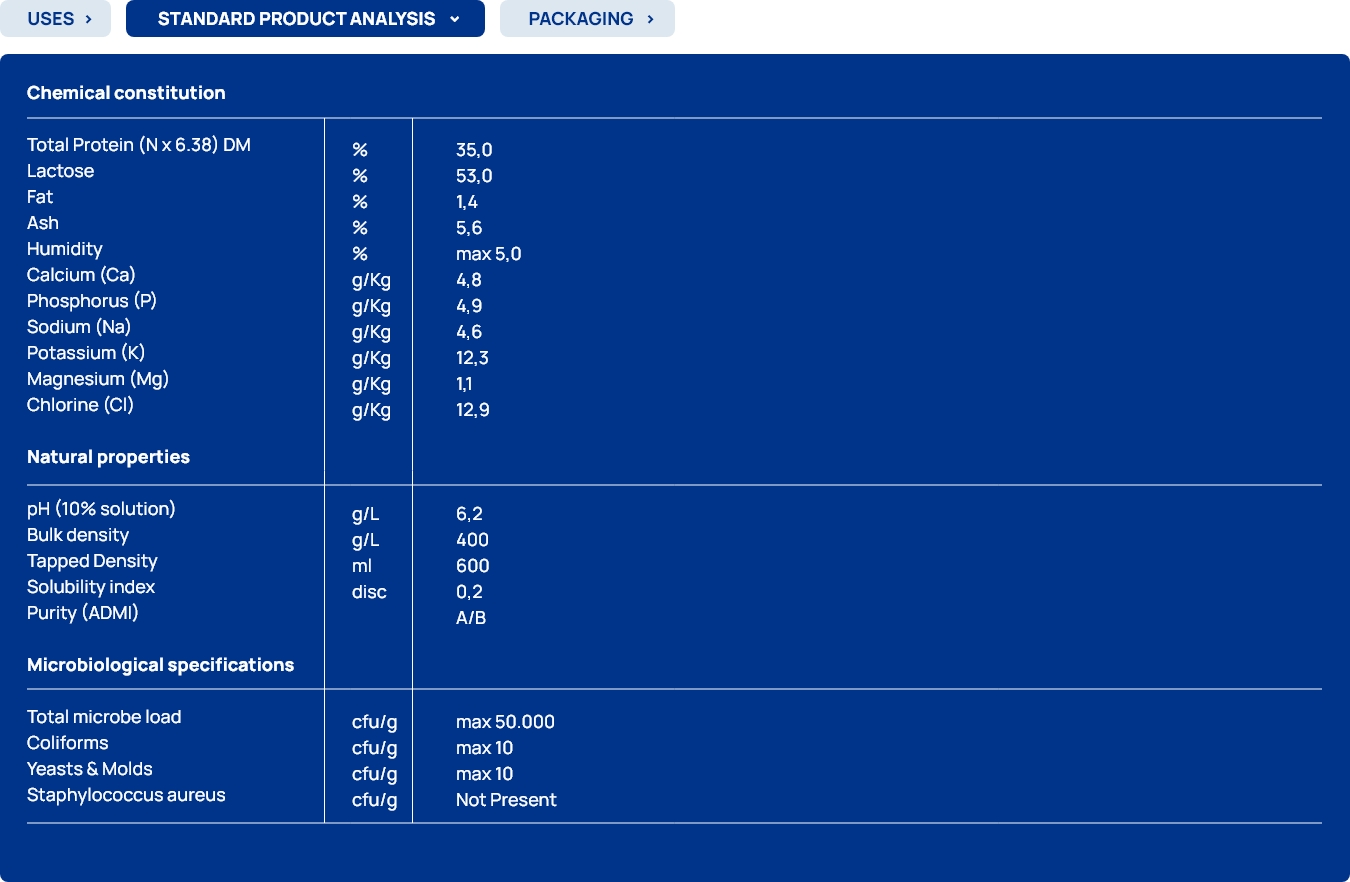 USES
STANDARD PRODUCT ANALYSIS
PACKAGING
Chemical constitution
Total Protein (N x 6.38) DM % 35,0
Lactose % 53,0
Fat % 1,4
Ash % 5,6
Humidity % max 5,0
Calcium (Ca) g/Kg 4,8
Phosphorus (P) g/Kg 4,9
Sodium (Na) g/Kg 4,6
Potassium (K) g/Kg 12,3
Magnesium (Mg) g/Kg 1,1
Chlorine (Cl) g/Kg 12,9
Natural properties
pH (10% solution) g/L 6,2
Bulk density g/L 400
Tapped Density ml 600
Solubility index disc 0,2
Purity (ADMI) A/B
Microbiological specifications
Total microbe load cfu/g max 50.000
Coliforms cfu/g max 10
Yeasts & Molds cfu/g max 10
Staphylococcus aureus cfu/g Not Present